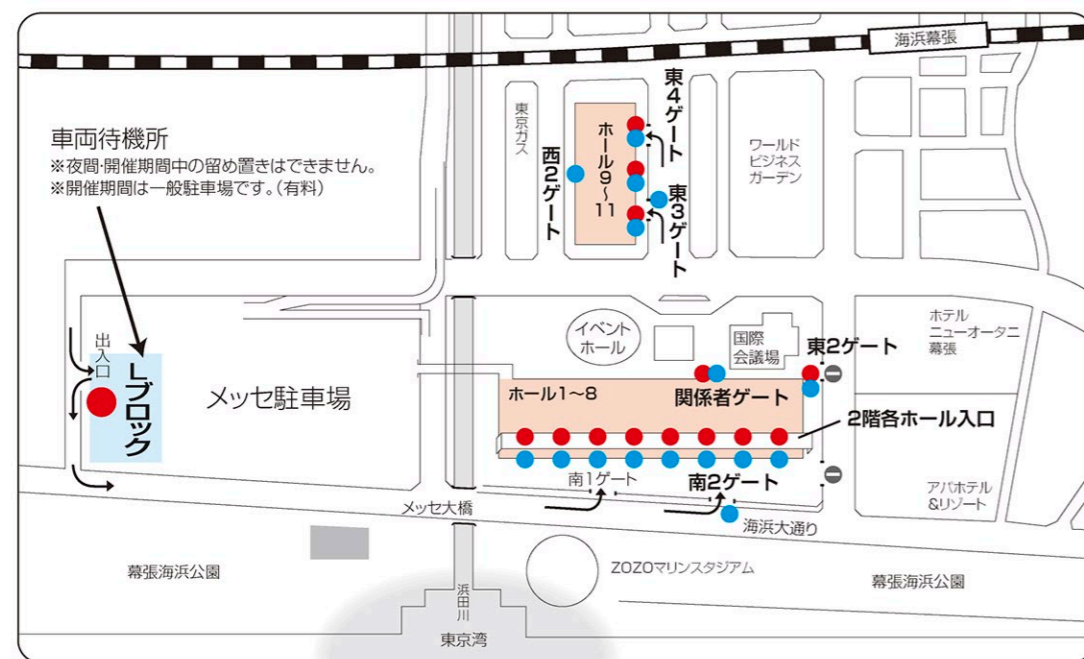 海浜幕張
車両待機所
※夜間・開催期間中の留め置きはできません。
※開催期間は一般駐車場です。（有料）
東京ガス
西2ゲート
ホール9～11
東4ゲート
東3ゲート
ワールド
ビジネス
ガーデン
出入口
Lブロック
メッセ駐車場
イベント
ホール
国際
会議場
東2ゲート
ホテル
ニューオータニ
幕張
ホール1～8
関係者ゲート
2階各ホール入口
南1ゲート
南2ゲート
アパホテル
&リゾート
メッセ大橋
海浜大通り
幕張海浜公園
ZOZOマリンスタジアム
幕張海浜公園
浜田川
東京湾